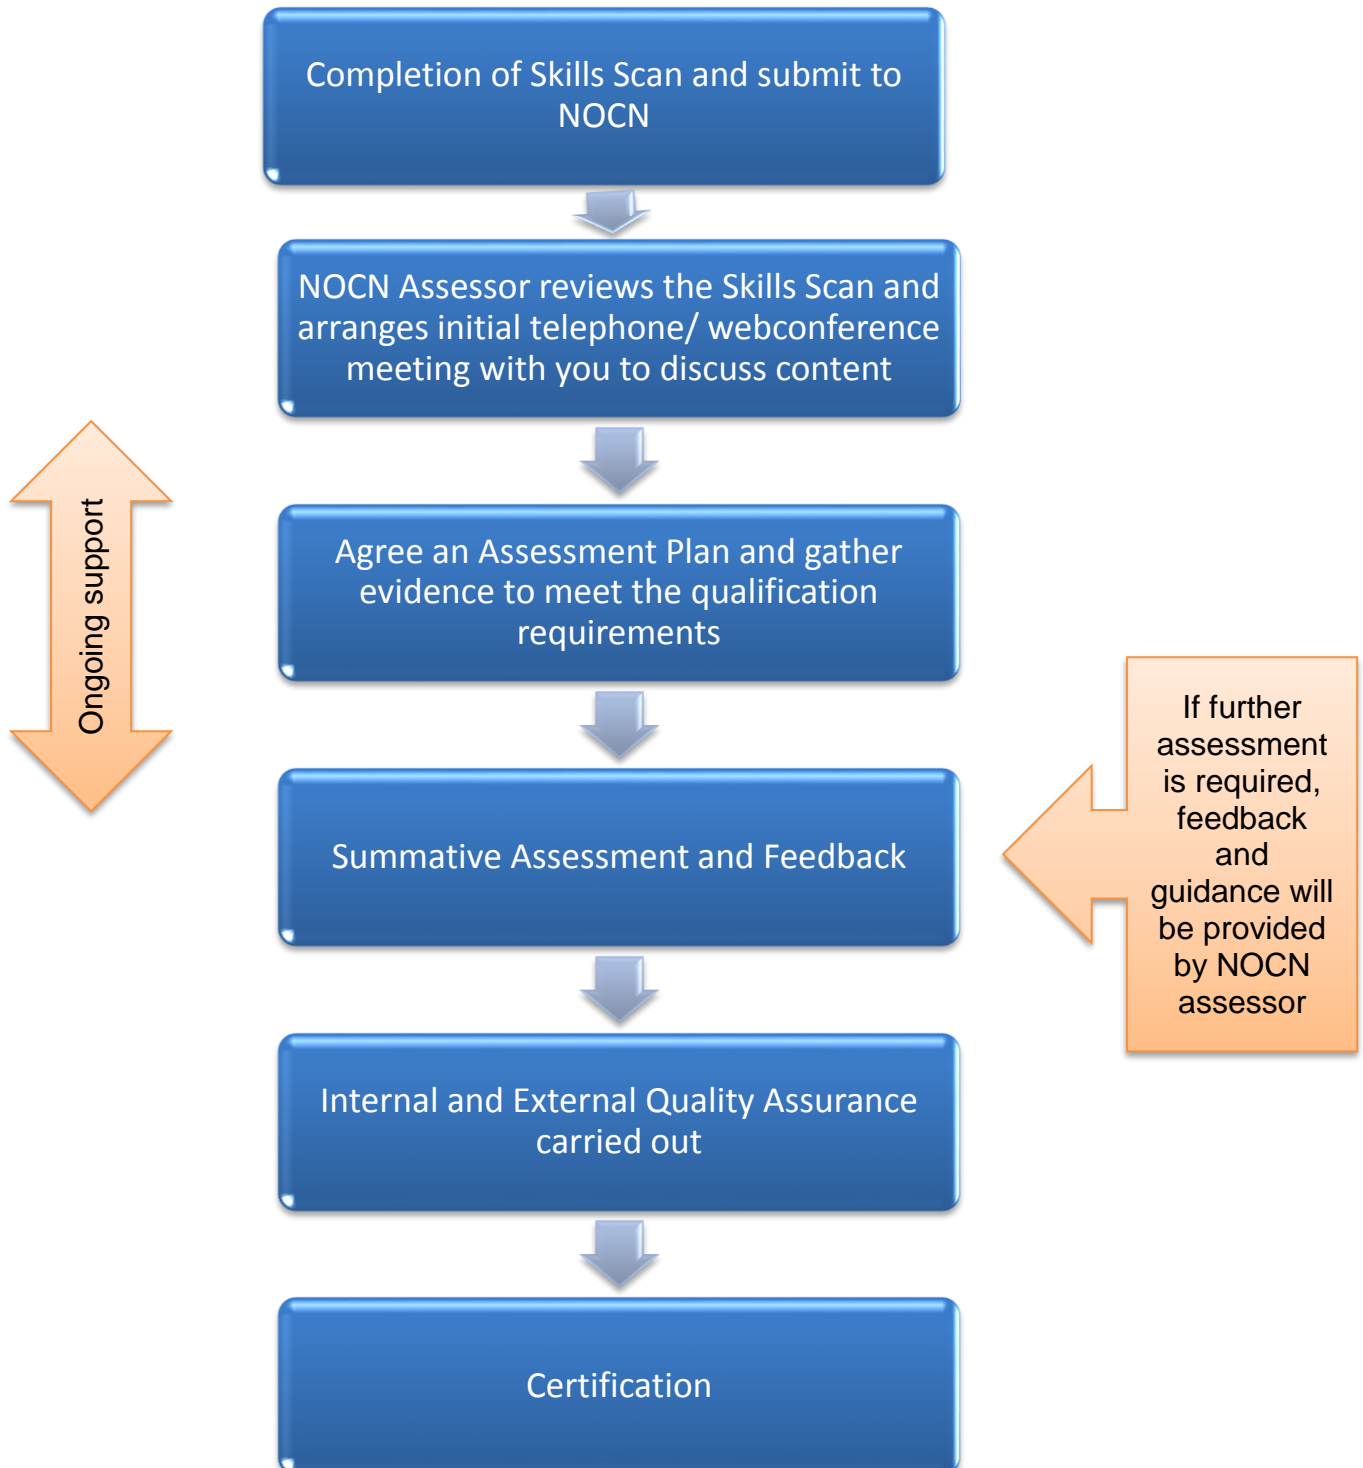 Completion of Skills Scan and submit to
NOCN
NOCN Assessor reviews the Skills Scan and
arranges initial telephone/ webconference
meeting with you to discuss content
Ongoing support
Agree an Assessment Plan and gather
evidence to meet the qualification
requirements
Summative Assessment and Feedback
If further
assessment
is required,
feedback
and
guidance will
be provided
by NOCN
assessor
Internal and External Quality Assurance
carried out
Certification